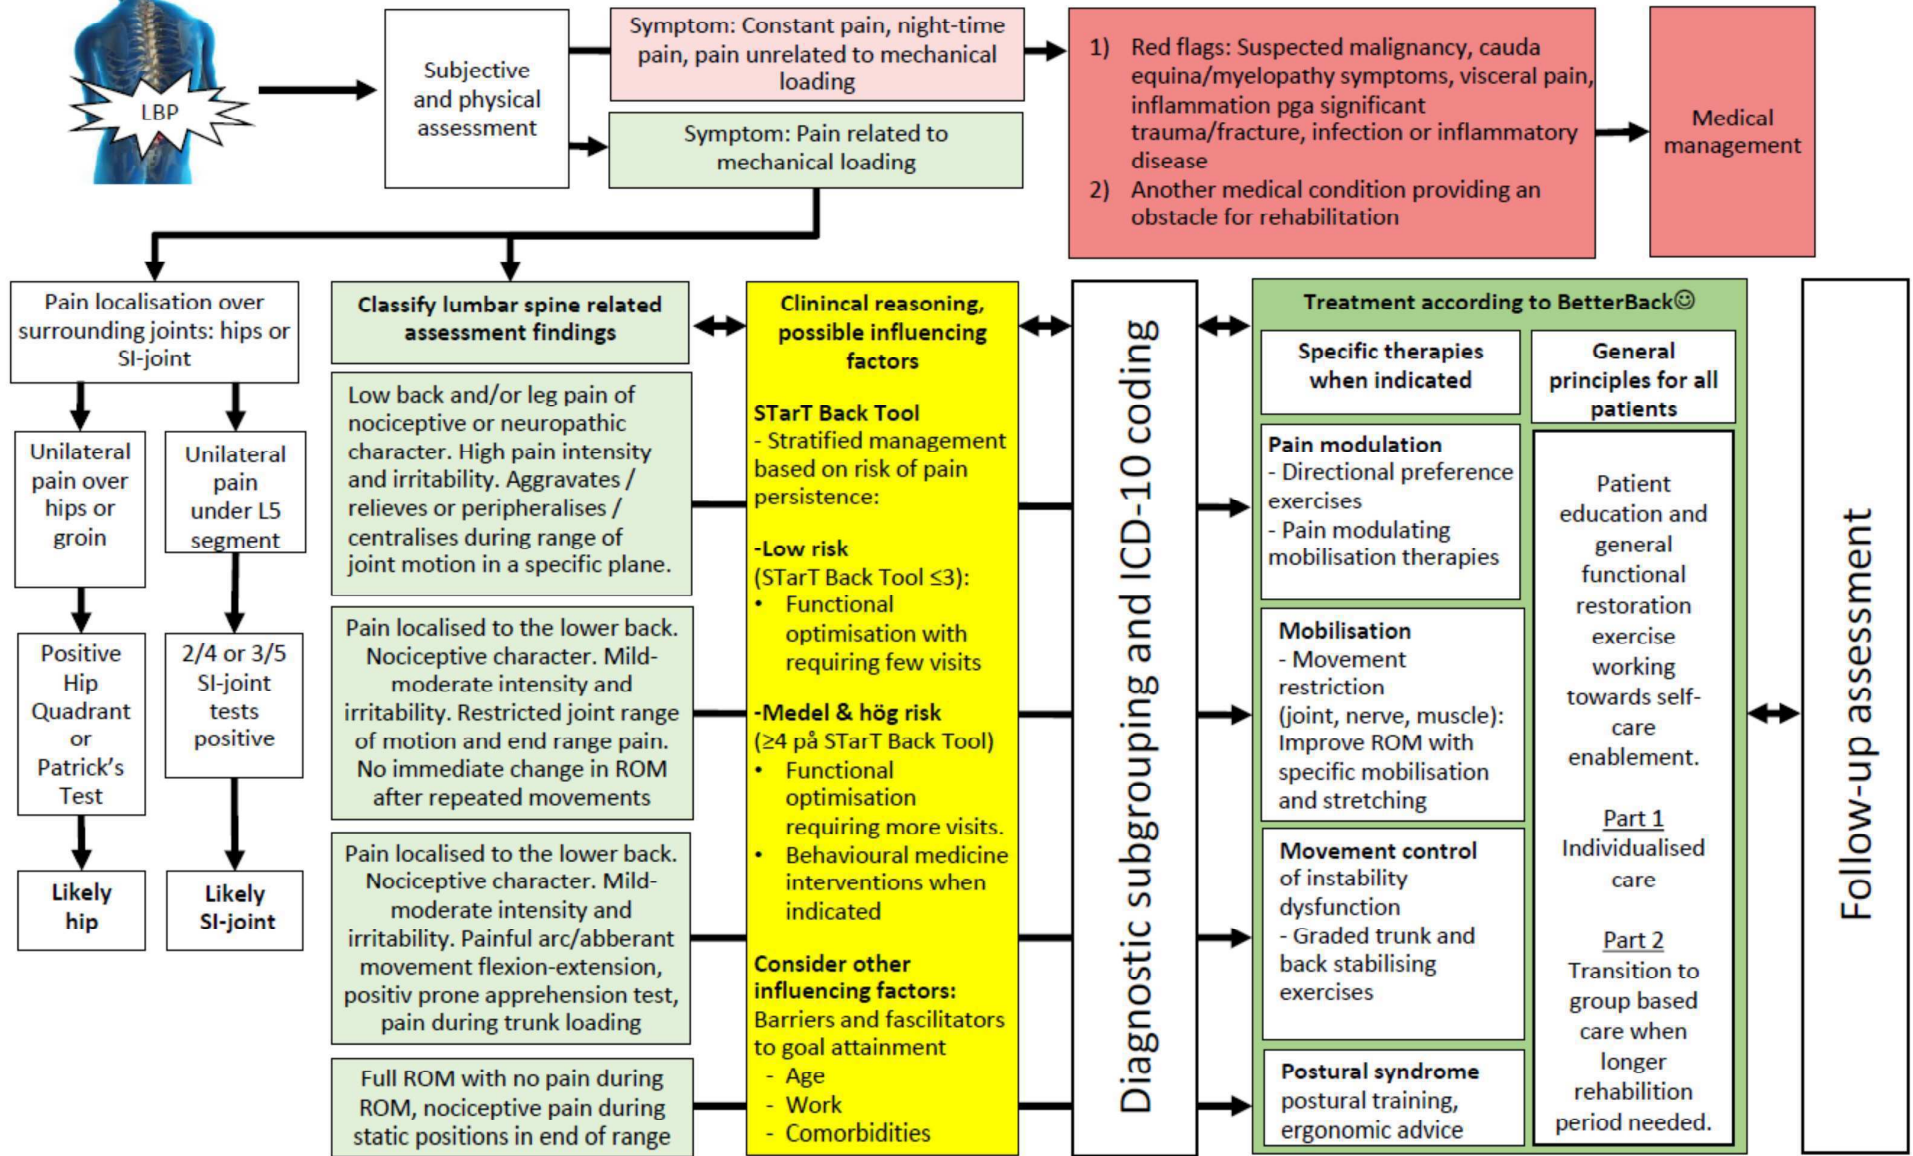 LBP
Subjective
and physical
assessment
Symptom: Constant pain, night-time
pain, pain unrelated to mechanical
loading
Symptom: Pain related to
mechanical loading
1) Red flags: Suspected malignancy, cauda
equina/myelopathy symptoms, visceral pain,
inflammation pga significant
trauma/fracture, infection or inflammatory
disease
2) Another medical condition providing an
obstacle for rehabilitation
Medical
management
Pain localisation over
surrounding joints: hips or
SI-joint
Unilateral
pain over
hips or
groin
Positive
Hip
Quadrant
or
Patrick's
Test
Likely
hip
Unilateral
pain
under L5
segment
2/4 or 3/5
SI-joint
tests
positive
Likely
SI-joint
Classify lumbar spine related
assessment findings
Low back and/or leg pain of
nociceptive or neuropathic
character. High pain intensity
and irritability. Aggravates /
relieves or peripheralises /
centralises during range of
joint motion in a specific plane.
Pain localised to the lower back.
Nociceptive character. Mild-
moderate intensity and
irritability. Restricted joint range
of motion and end range pain.
No immediate change in ROM
after repeated movements
Pain localised to the lower back.
Nociceptive character. Mild-
moderate intensity and
irritability. Painful arc/abberant
movement flexion-extension,
positiv prone apprehension test,
pain during trunk loading
Full ROM with no pain during
ROM, nociceptive pain during
static positions in end of range
Clinincal reasoning,
possible influencing
factors
STarT Back Tool
- Stratified management
based on risk of pain
persistence:
-Low risk
(STarT Back Tool ≤3):
• Functional
optimisation with
requiring few visits
-Medel & hög risk
(≥4 på STarT Back Tool)
• Functional
optimisation
requiring more visits.
• Behavioural medicine
interventions when
indicated
Consider other
influencing factors:
Barriers and fascilitators
to goal attainment
- Age
- Work
- Comorbidities
Diagnostic subgrouping and ICD-10 coding
Treatment according to BetterBack☺
Specific therapies
when indicated
Pain modulation
- Directional preference
exercises
- Pain modulating
mobilisation therapies
Mobilisation
- Movement
restriction
(joint, nerve, muscle):
Improve ROM with
specific mobilisation
and stretching
Movement control
of instability
dysfunction
- Graded trunk and
back stabilising
exercises
Postural syndrome
postural training,
ergonomic advice
General
principles for all
patients
Patient
education and
general
functional
restoration
exercise
working
towards self-
care
enablement.
Part 1
Individualised
care
Part 2
Transition to
group based
care when
longer
rehabilition
period needed.
Follow-up assessment